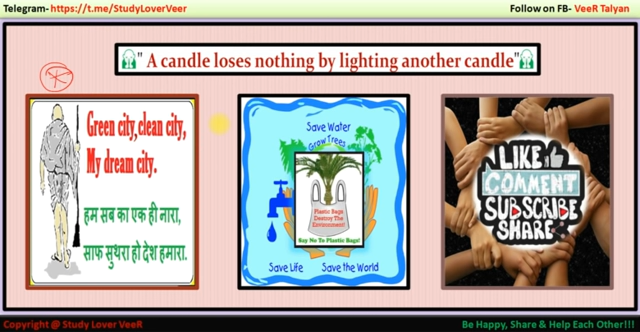 Telegram- https://t.me/StudyLoverVeer
Follow on FB- VeeR Talyan
" A candle loses nothing by lighting another candle"
Green city, clean city,
My dream city.
हम सब का एक ही नारा,
साफ सुथरा हो देश हमारा.
Save Water
Grow Trees
Plastic Bags
Destroy The
Environment!
Say No To Plastic Bags!
Save Life
Save the World
LIKE
COMMENT
SUBSCRIBE
SHARE
Copyright @ Study Lover VeeR
Be Happy, Share & Help Each Other!!!